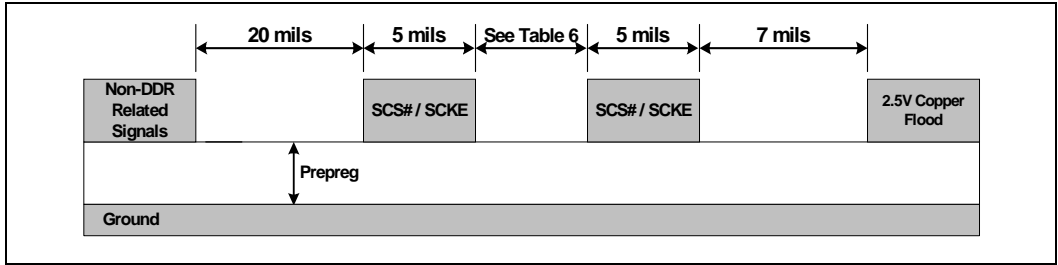 20 mils
5 mils
See Table 6
5 mils
7 mils
Non-DDR
Related
Signals
SCS# / SCKE
SCS# / SCKE
2.5V Copper
Flood
Prepreg
Ground